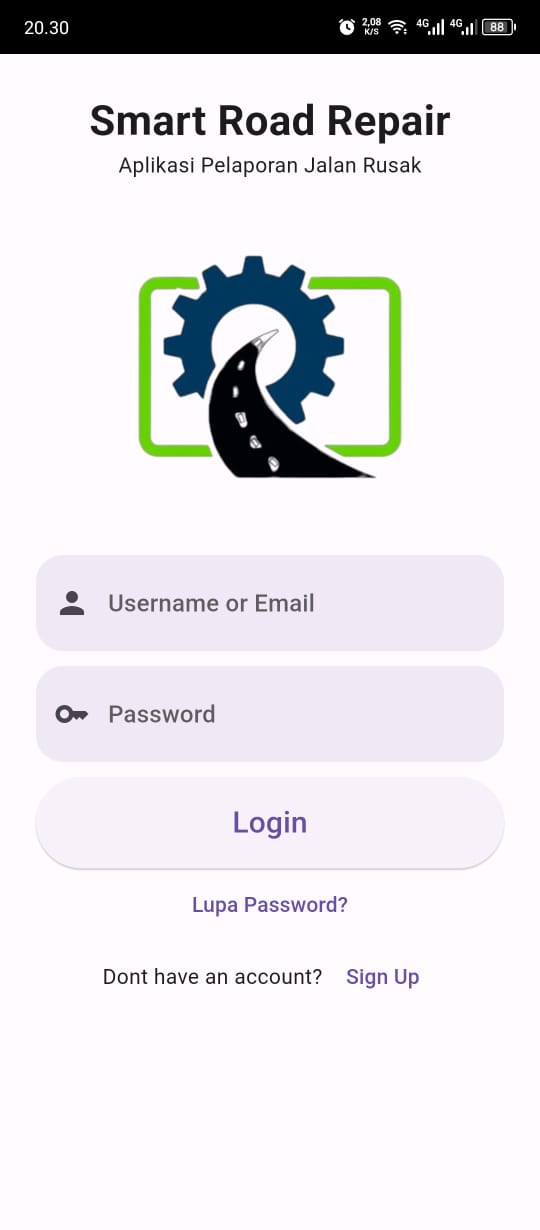 20.30
2,08
K/S
4G
4G
88
Smart Road Repair
Aplikasi Pelaporan Jalan Rusak
Username or Email
Password
Login
Lupa Password?
Dont have an account? Sign Up